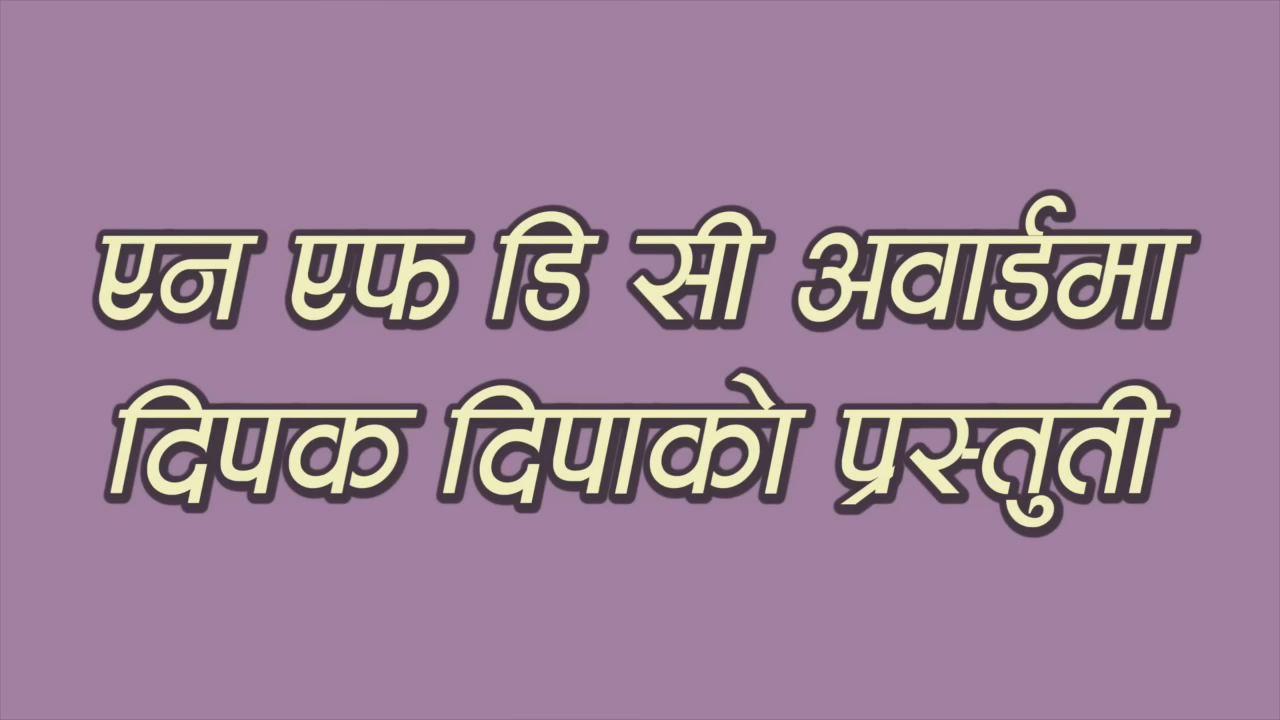 एन एफ डि सी अवार्डमा
दिपक दिपाको प्रस्तुती